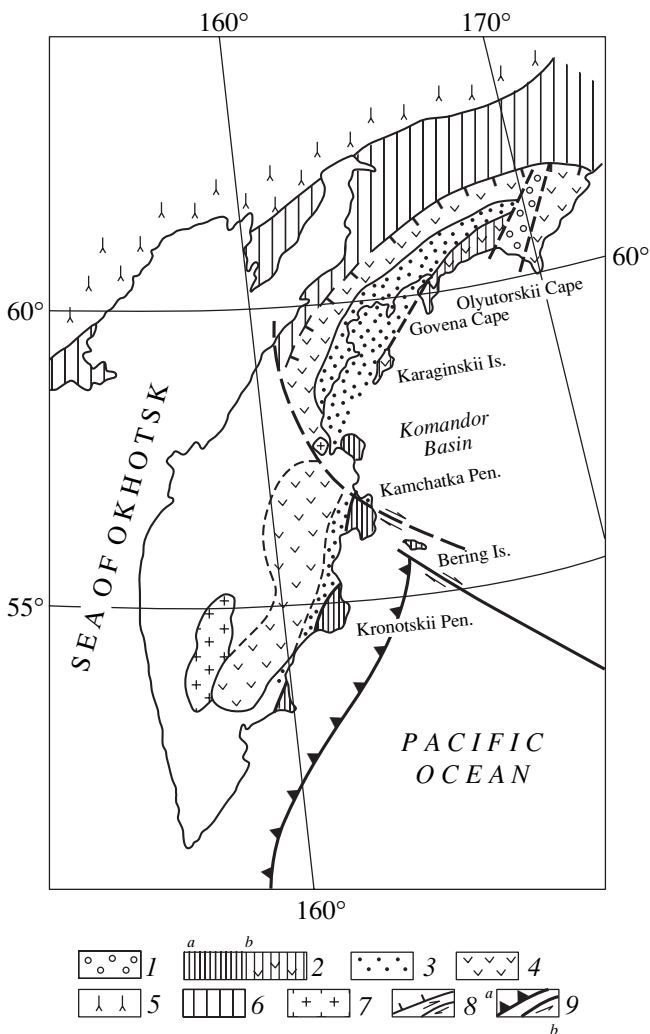 160° 170°
60°
60°
Olyutorskii Cape
Govena Cape
Karaginskii Is.
Komandor
Basin
Kamchatka Pen.
Bering Is.
SEA OF OKHOTSK
55°
Kronotskii Pen.
PACIFIC
OCEAN
160°
a b
1 2 3 4
5 6 7 8 a 9
b